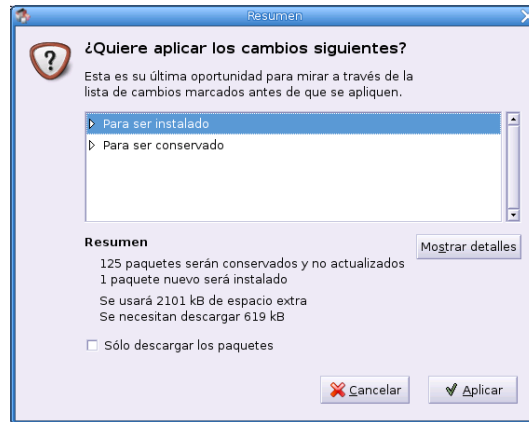 Resumen
¿Quiere aplicar los cambios siguientes?
Esta es su última oportunidad para mirar a través de la
lista de cambios marcados antes de que se apliquen.
Para ser instalado
Para ser conservado
Resumen
Mostrar detalles
125 paquetes serán conservados y no actualizados
1 paquete nuevo será instalado
Se usará 2101 kB de espacio extra
Se necesitan descargar 619 kB
Sólo descargar los paquetes
Cancelar
Aplicar